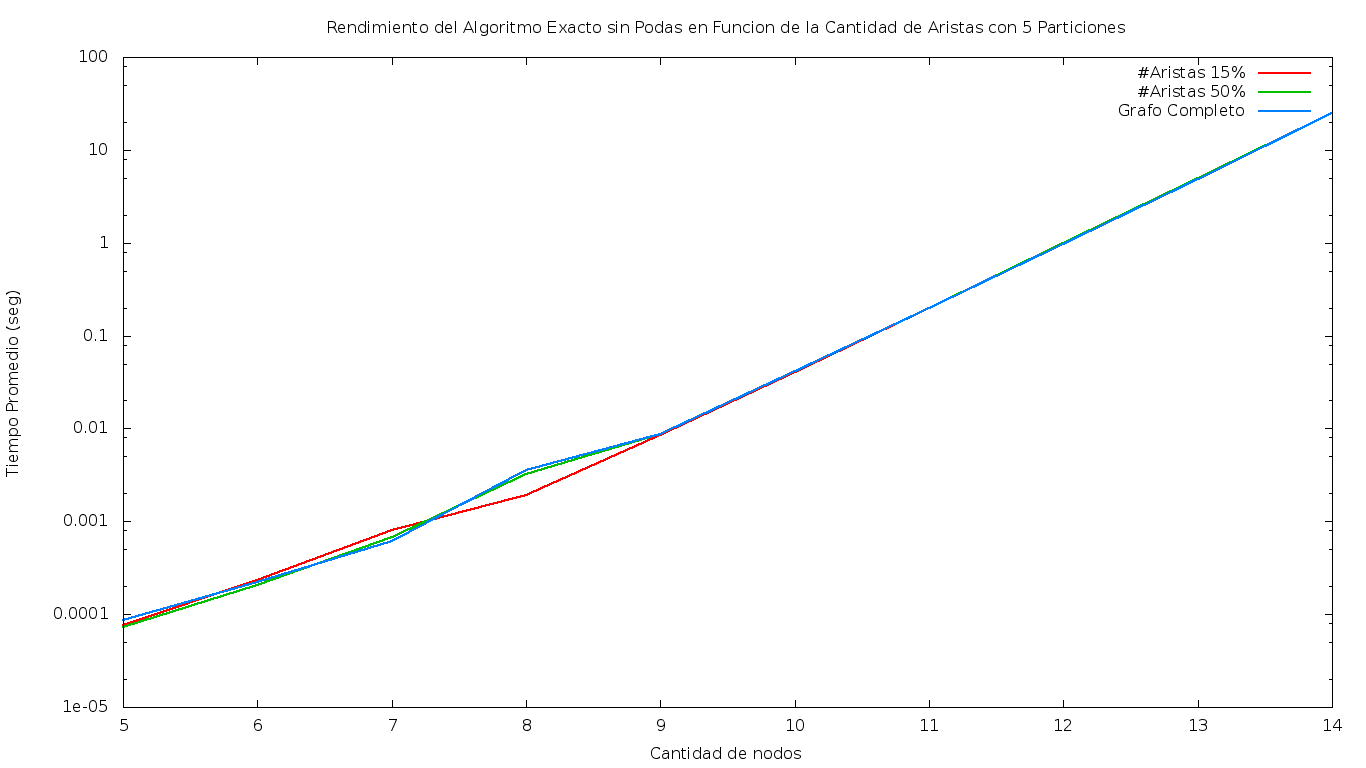 Rendimiento del Algoritmo Exacto sin Podas en Funcion de la Cantidad de Aristas con 5 Particiones
#Aristas 15%
#Aristas 50%
Grafo Completo
100
10
1
0.1
0.01
0.001
0.0001
1e-05
Tiempo Promedio (seg)
5 6 7 8 9 10 11 12 13 14
Cantidad de nodos